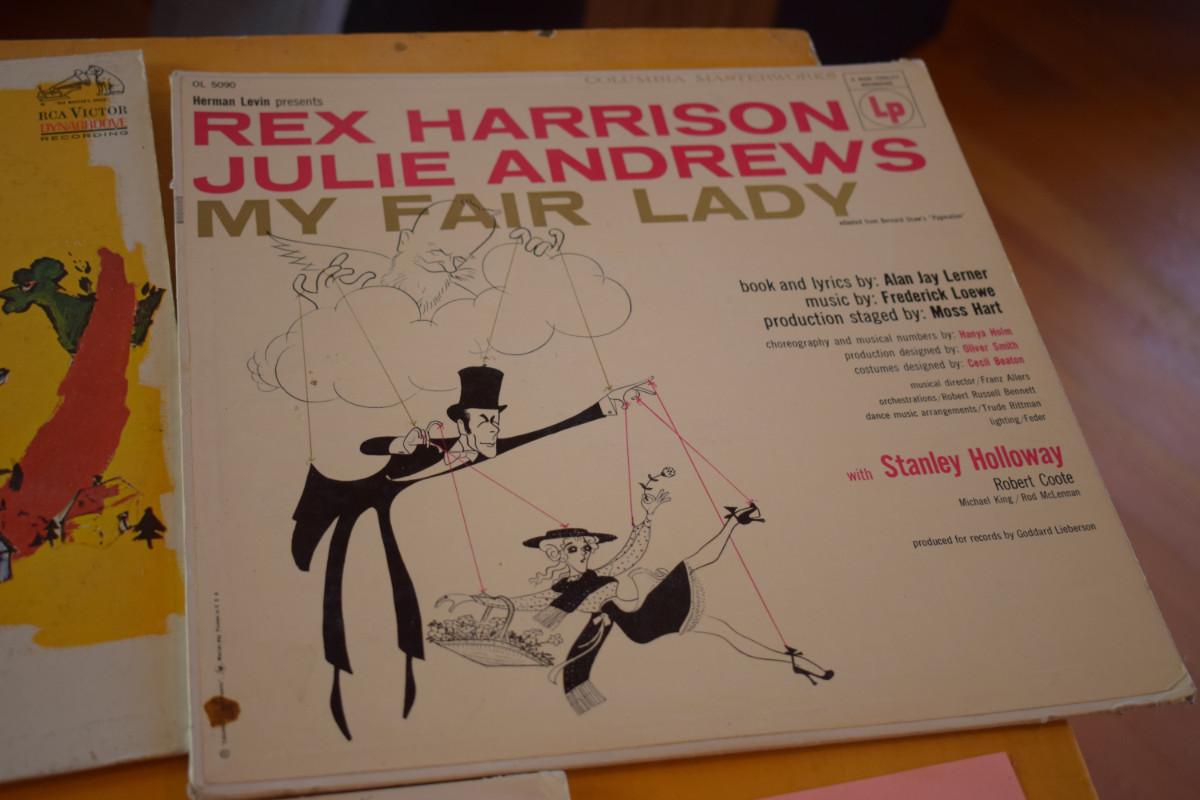 "HIS MASTER'S VOICE"
RCA VICTOR
DYNAGROOVE
RECORDING
OL 5090
COLUMBIA MASTERWORKS
Lp
Herman Levin presents
REX HARRISON
JULIE ANDREWS
MY FAIR LADY
adapted from Bernard Shaw's "Pygmalion"
book and lyrics by: Alan Jay Lerner
music by: Frederick Loewe
production staged by: Moss Hart
choreography and musical numbers by: Hanya Holm
production designed by: Oliver Smith
costumes designed by: Cecil Beaton
musical director/Franz Allers
orchestrations/Robert Russell Bennett
dance music arrangements/Trude Rittman
lighting/Feder
with Stanley Holloway
Robert Coote
Michael King / Rod McLennan
produced for records by Goddard Lieberson